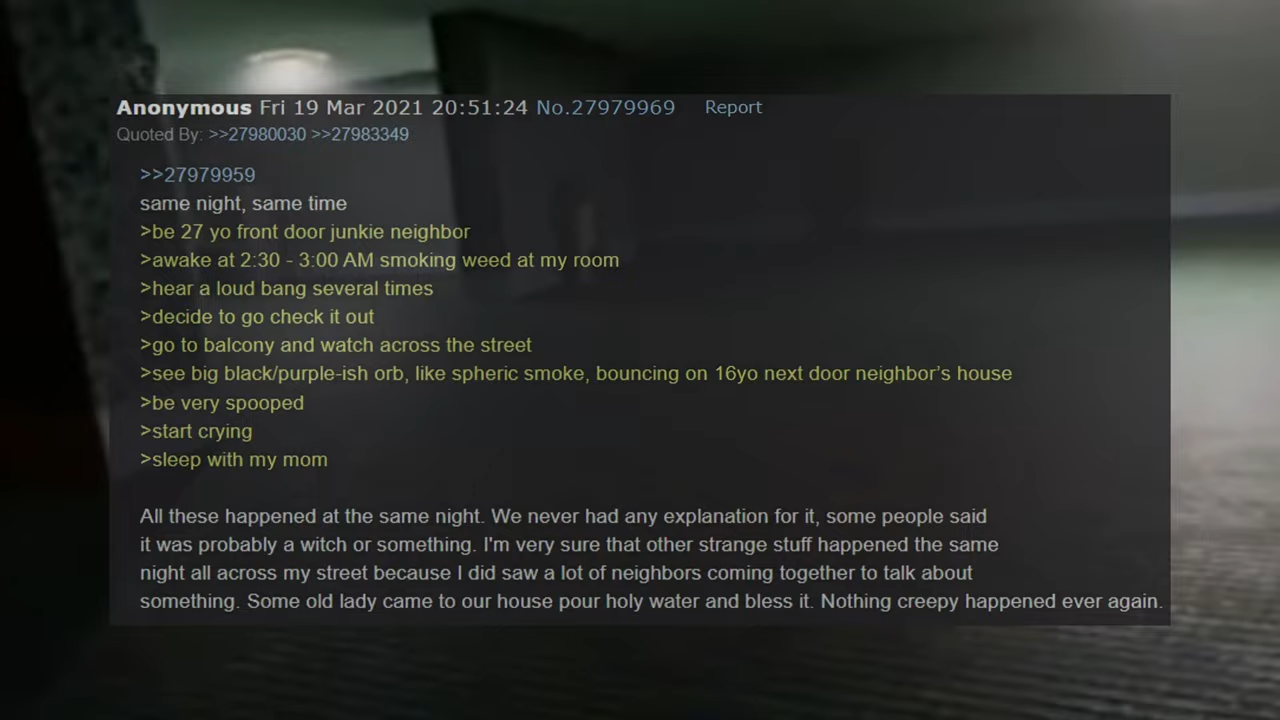 Anonymous Fri 19 Mar 2021 20:51:24 No.27979969 Report
Quoted By: >>27980030 >>27983349
>>27979959
same night, same time
>be 27 yo front door junkie neighbor
>awake at 2:30 - 3:00 AM smoking weed at my room
>hear a loud bang several times
>decide to go check it out
>go to balcony and watch across the street
>see big black/purple-ish orb, like spheric smoke, bouncing on 16yo next door neighbor's house
>be very spooped
>start crying
>sleep with my mom
All these happened at the same night. We never had any explanation for it, some people said
it was probably a witch or something. I'm very sure that other strange stuff happened the same
night all across my street because I did saw a lot of neighbors coming together to talk about
something. Some old lady came to our house pour holy water and bless it. Nothing creepy happened ever again.